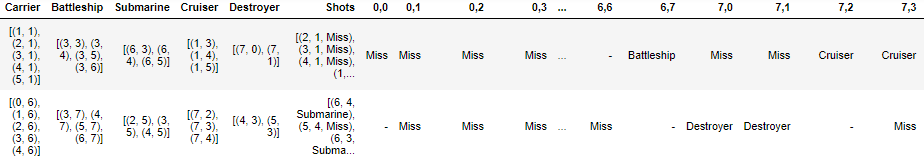 Carrier Battleship Submarine Cruiser Destroyer Shots 0,0 0,1 0,2 0,3 ... 6,6 6,7 7,0 7,1 7,2 7,3
[(1, 1),
(2, 1), [(3, 3), (3, [(6, 3), (6, [(1, 3), [(7, 0), (7, [(2, 1, Miss),
(3, 1), 4), (3, 5), 4), (6, 5)] (1, 4), 1)] (3, 1, Miss), Miss Miss Miss Miss ... - Battleship Miss Miss Cruiser Cruiser
(4, 1), (3, 6)] (1, 5)] (4, 1, Miss),
(5, 1)] (1,...
[(0, 6), [(6, 4,
(1, 6), [(3, 7), (4, [(2, 5), (3, [(7, 2), [(4, 3), (5, Submarine),
(2, 6), 7), (5, 7), 5), (4, 5)] (7, 3), 3)] (5, 4, Miss), - Miss Miss Miss ... Miss - Destroyer Destroyer - Miss
(3, 6), (6, 7)] (7, 4)] (6, 3,
(4, 6)] Subma...